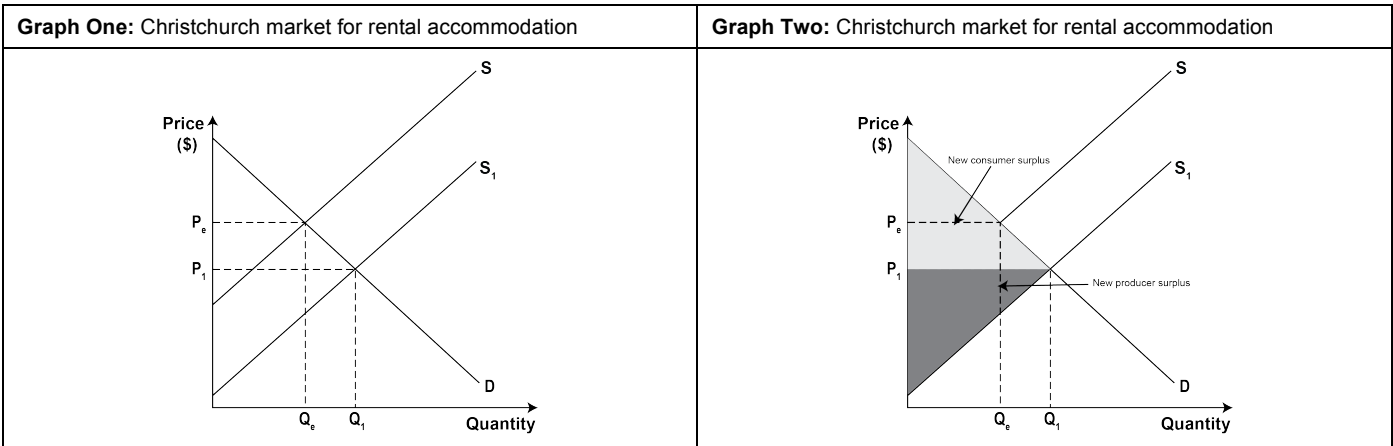 Graph One: Christchurch market for rental accommodation
Graph Two: Christchurch market for rental accommodation
S
Price
($)
S₁
Pₑ
P₁
D
Qₑ Q₁
Quantity
S
Price
($)
New consumer surplus
S₁
Pₑ
P₁
New producer surplus
D
Qₑ Q₁
Quantity